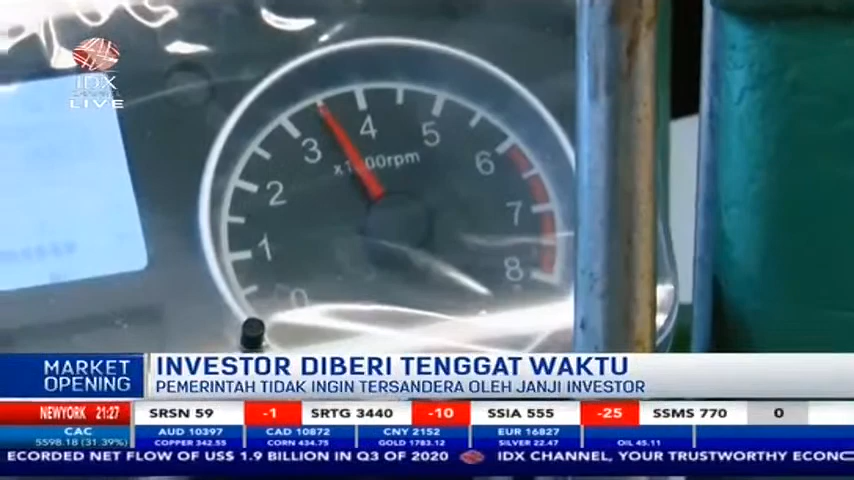 IDX
CHANNEL
LIVE
4
3
5
x1000rpm
6
2
7
1
8
0
MARKET OPENING
INVESTOR DIBERI TENGGAT WAKTU
PEMERINTAH TIDAK INGIN TERSANDERA OLEH JANJI INVESTOR
NEWYORK 21:27
SRSN 59 -1 SRTG 3440 -10 SSIA 555 -25 SSMS 770 0
CAC
5598.18 (31.39%)
AUD 10397 CAD 10872 CNY 2152 EUR 16827
COPPER 342.55 CORN 434.75 GOLD 1783.12 SILVER 22.47 OIL 45.11
ECORDED NET FLOW OF US$ 1.9 BILLION IN Q3 OF 2020 IDX CHANNEL, YOUR TRUSTWORTHY ECONO